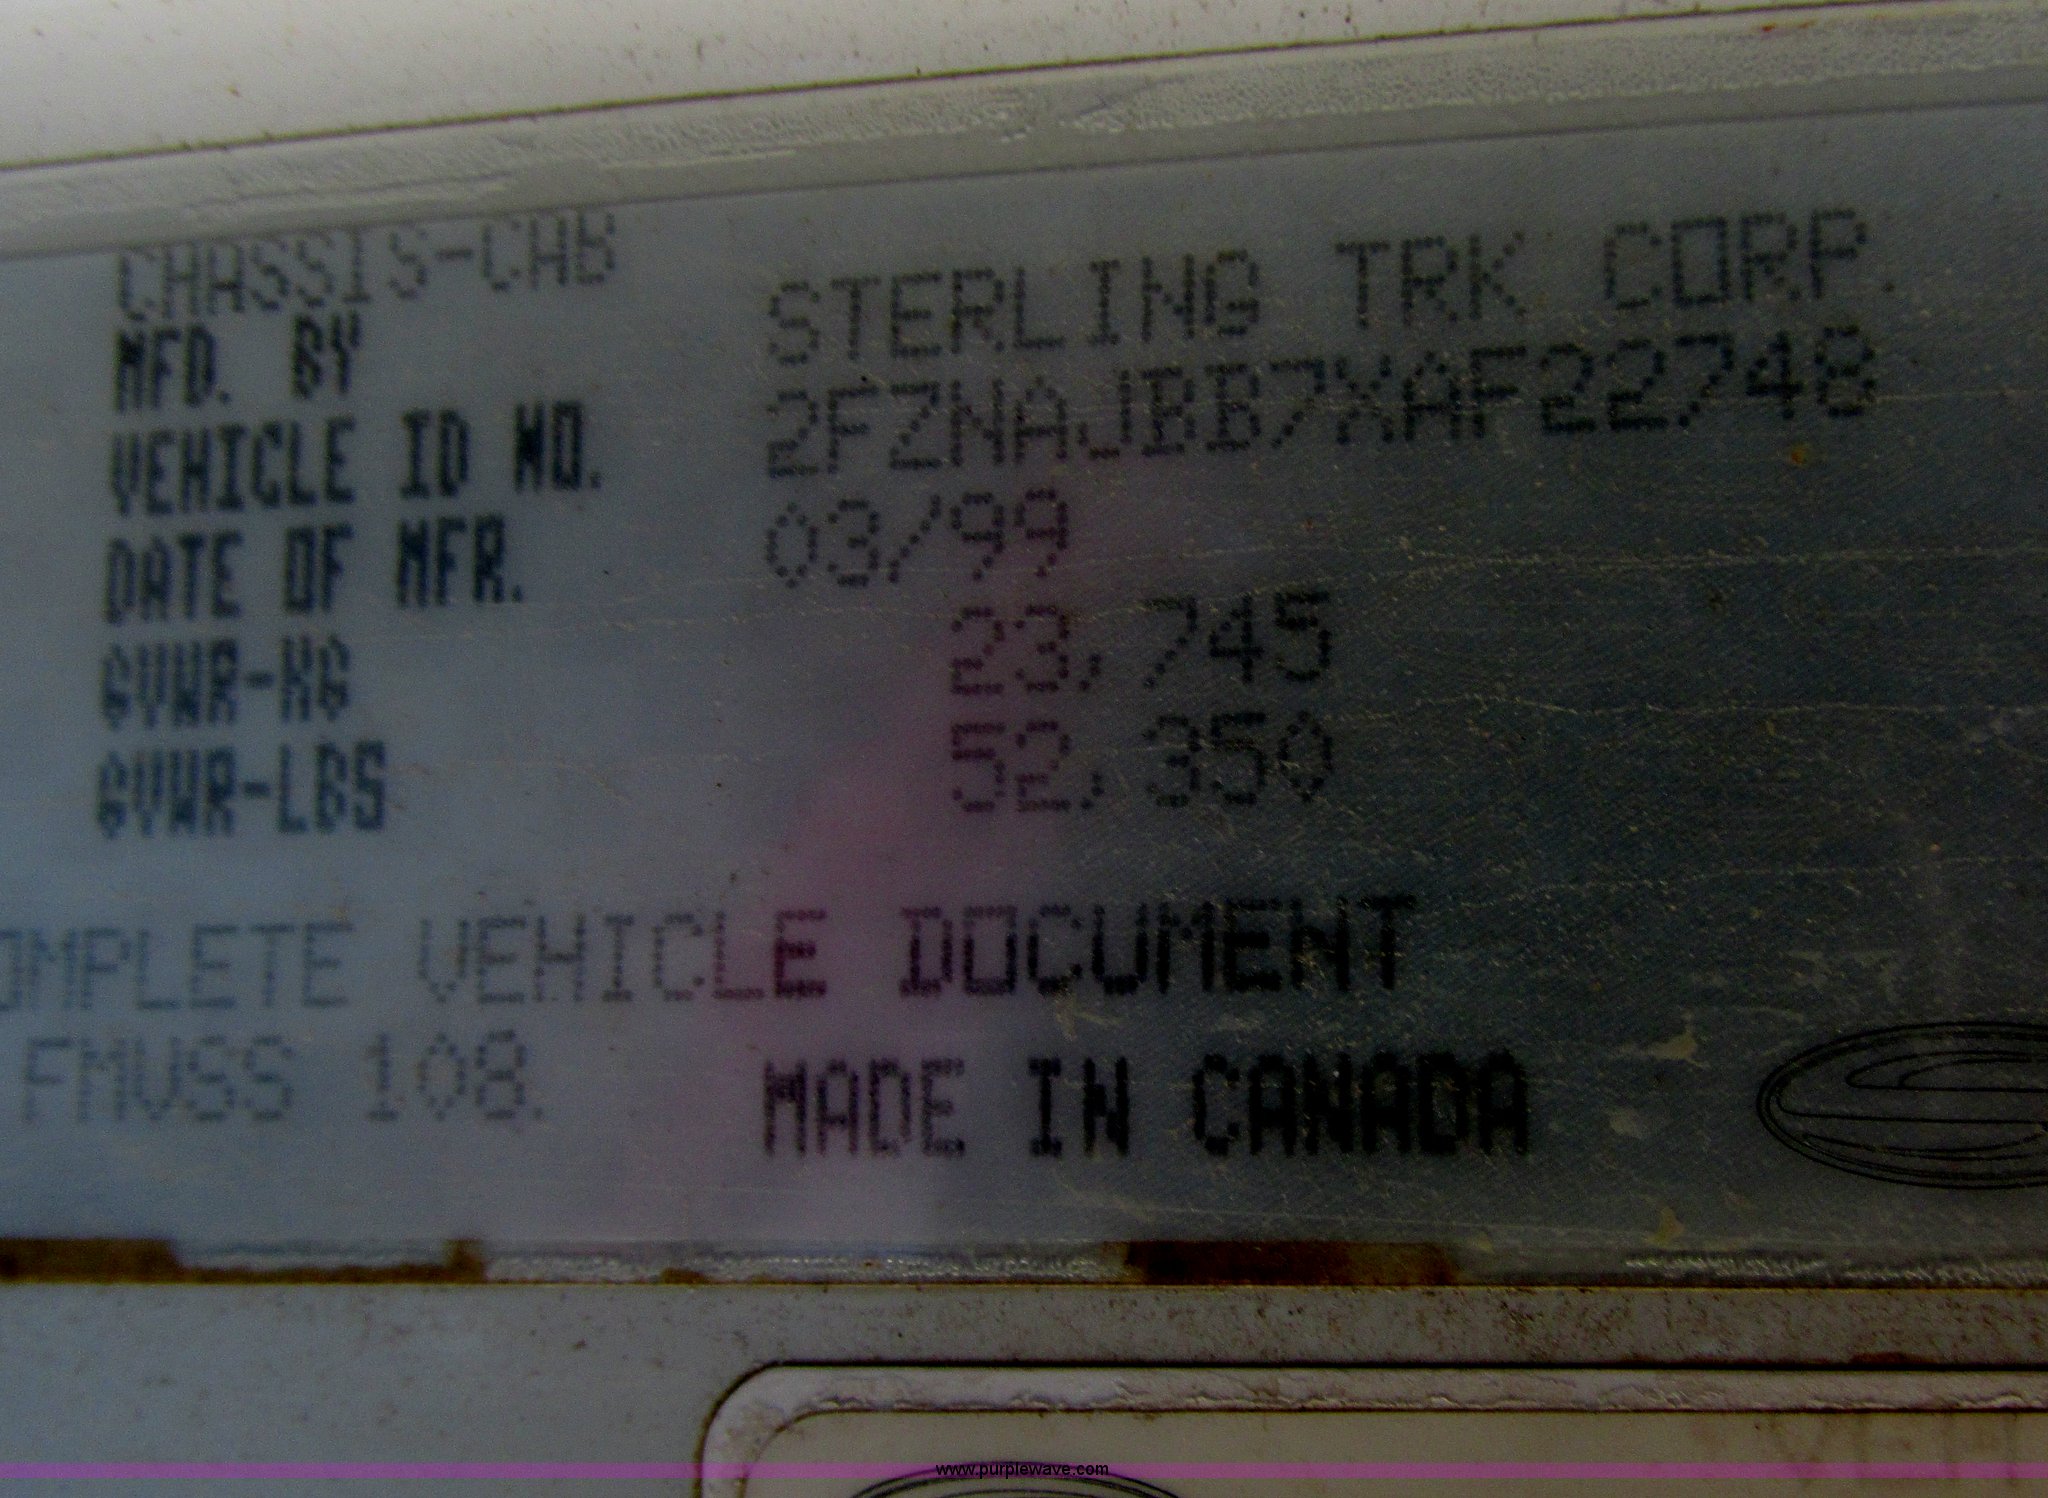 CHASSIS-CAB
MFD. BY STERLING TRK CORP.
VEHICLE ID NO. 2FZNAJBB7XAF22748
DATE OF MFR. 03/99
GVWR-KG 23,745
GVWR-LBS 52,350
OMPLETE VEHICLE DOCUMENT
FMVSS 108.
MADE IN CANADA
www.purplewave.com